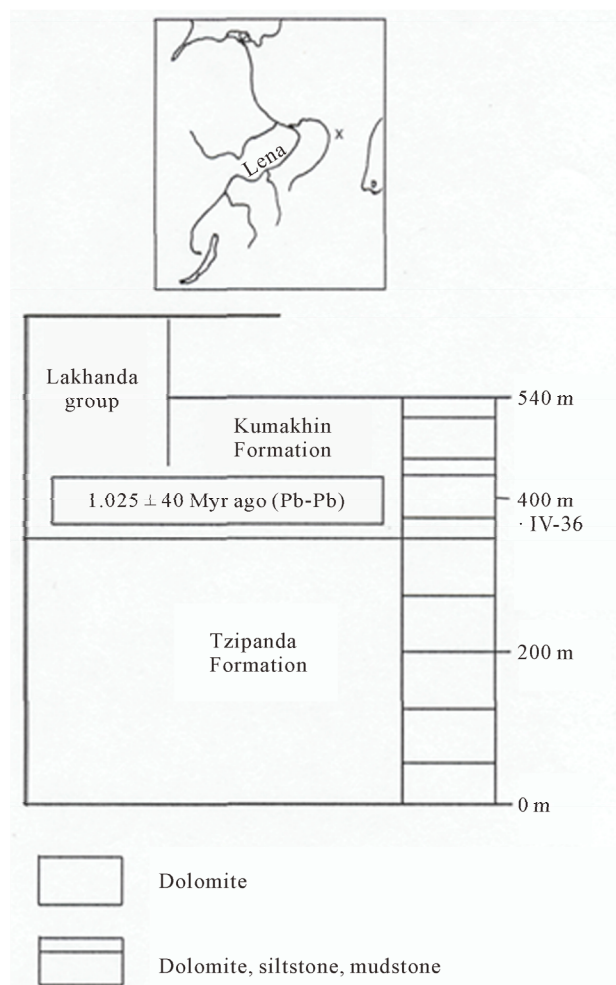 Lena
x
Lakhanda
group
540 m
Kumakhin
Formation
1.025 ± 40 Myr ago (Pb-Pb)
400 m
· IV-36
Tzipanda
Formation
200 m
0 m
Dolomite
Dolomite, siltstone, mudstone